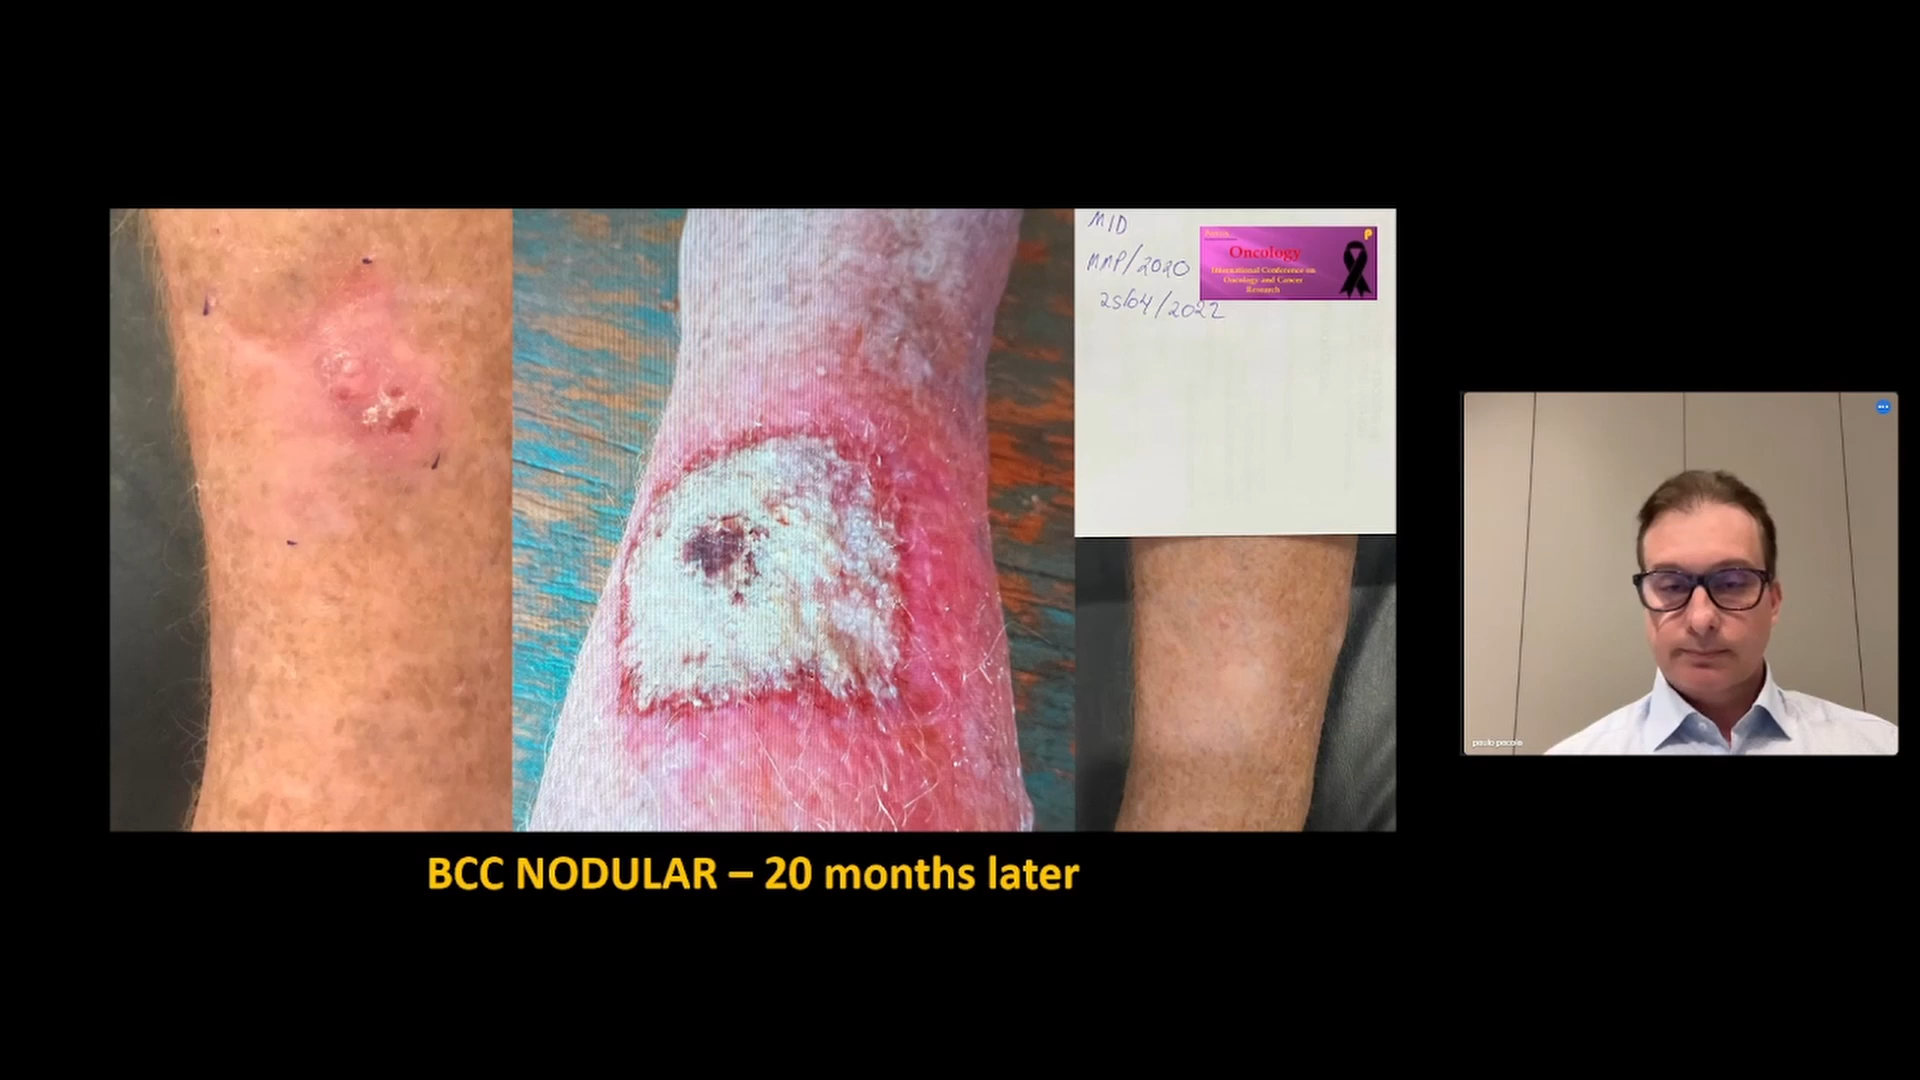 MID
MMP/2020
25/04/2022
Oncology
International Conference on
Oncology and Cancer
Research
BCC NODULAR – 20 months later
paulo pacola